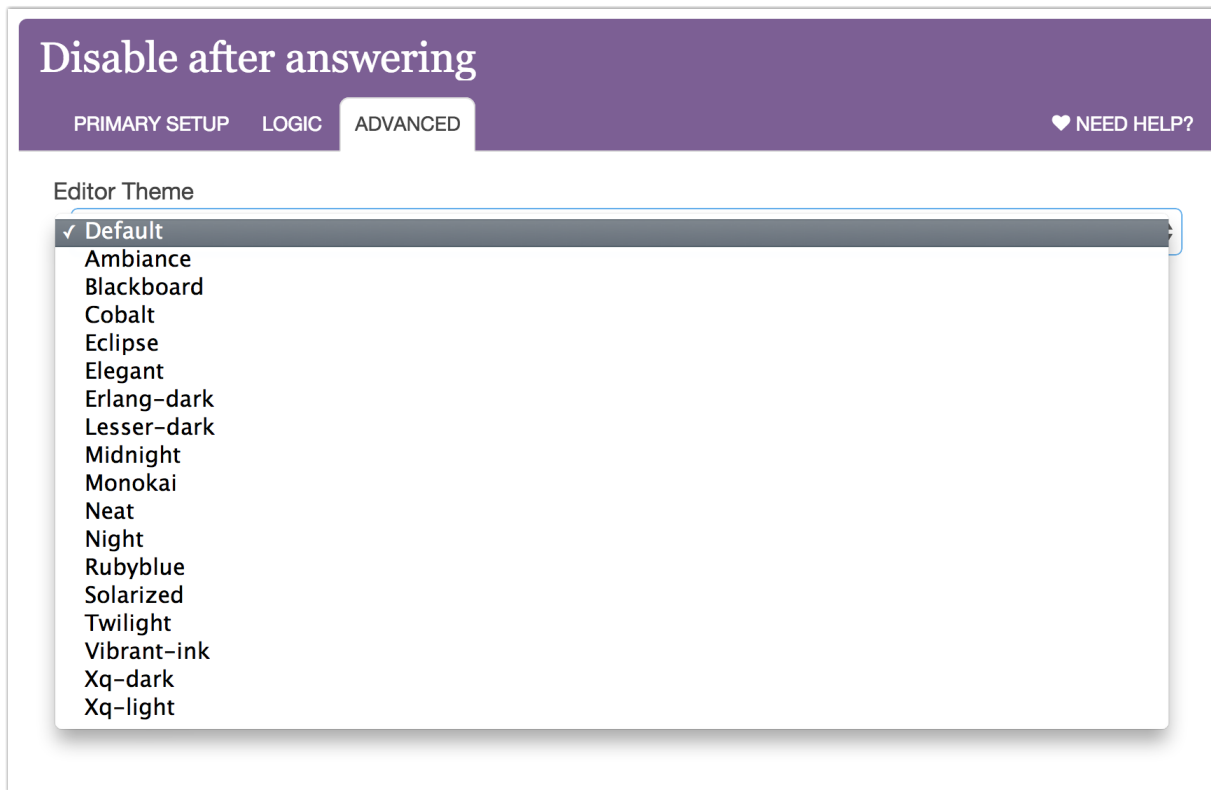 Disable after answering
PRIMARY SETUP LOGIC ADVANCED NEED HELP?
Editor Theme
✓ Default
Ambiance
Blackboard
Cobalt
Eclipse
Elegant
Erlang-dark
Lesser-dark
Midnight
Monokai
Neat
Night
Rubyblue
Solarized
Twilight
Vibrant-ink
Xq-dark
Xq-light